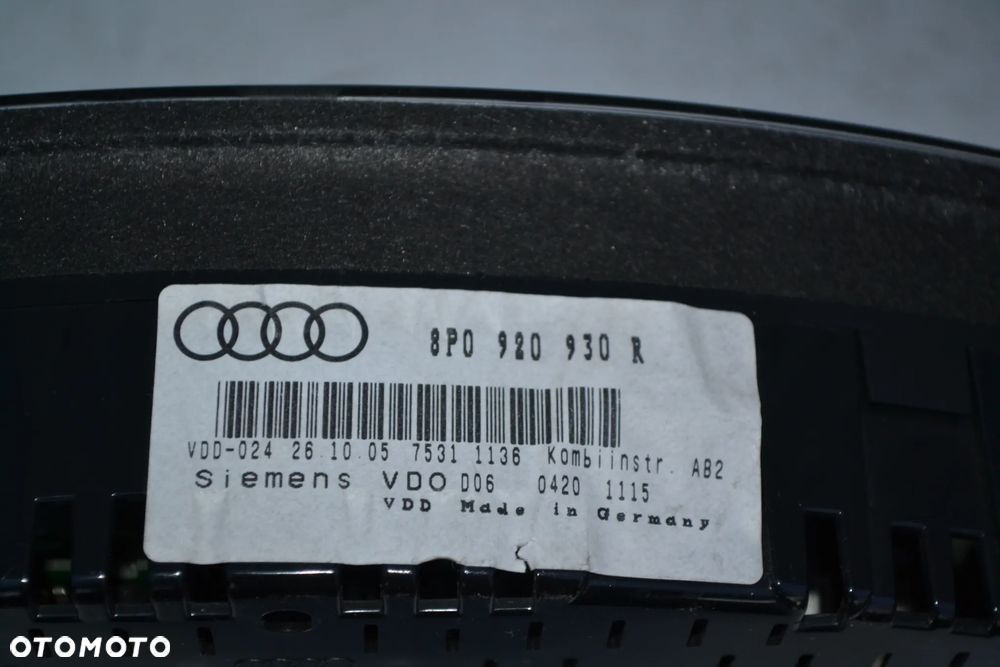 8P0 920 930 R
VDD-024 26.10.05 7531 1136 Kombiinstr. AB2
Siemens VDO D06 0420 1115
VDD Made in Germany
OTOMOTO